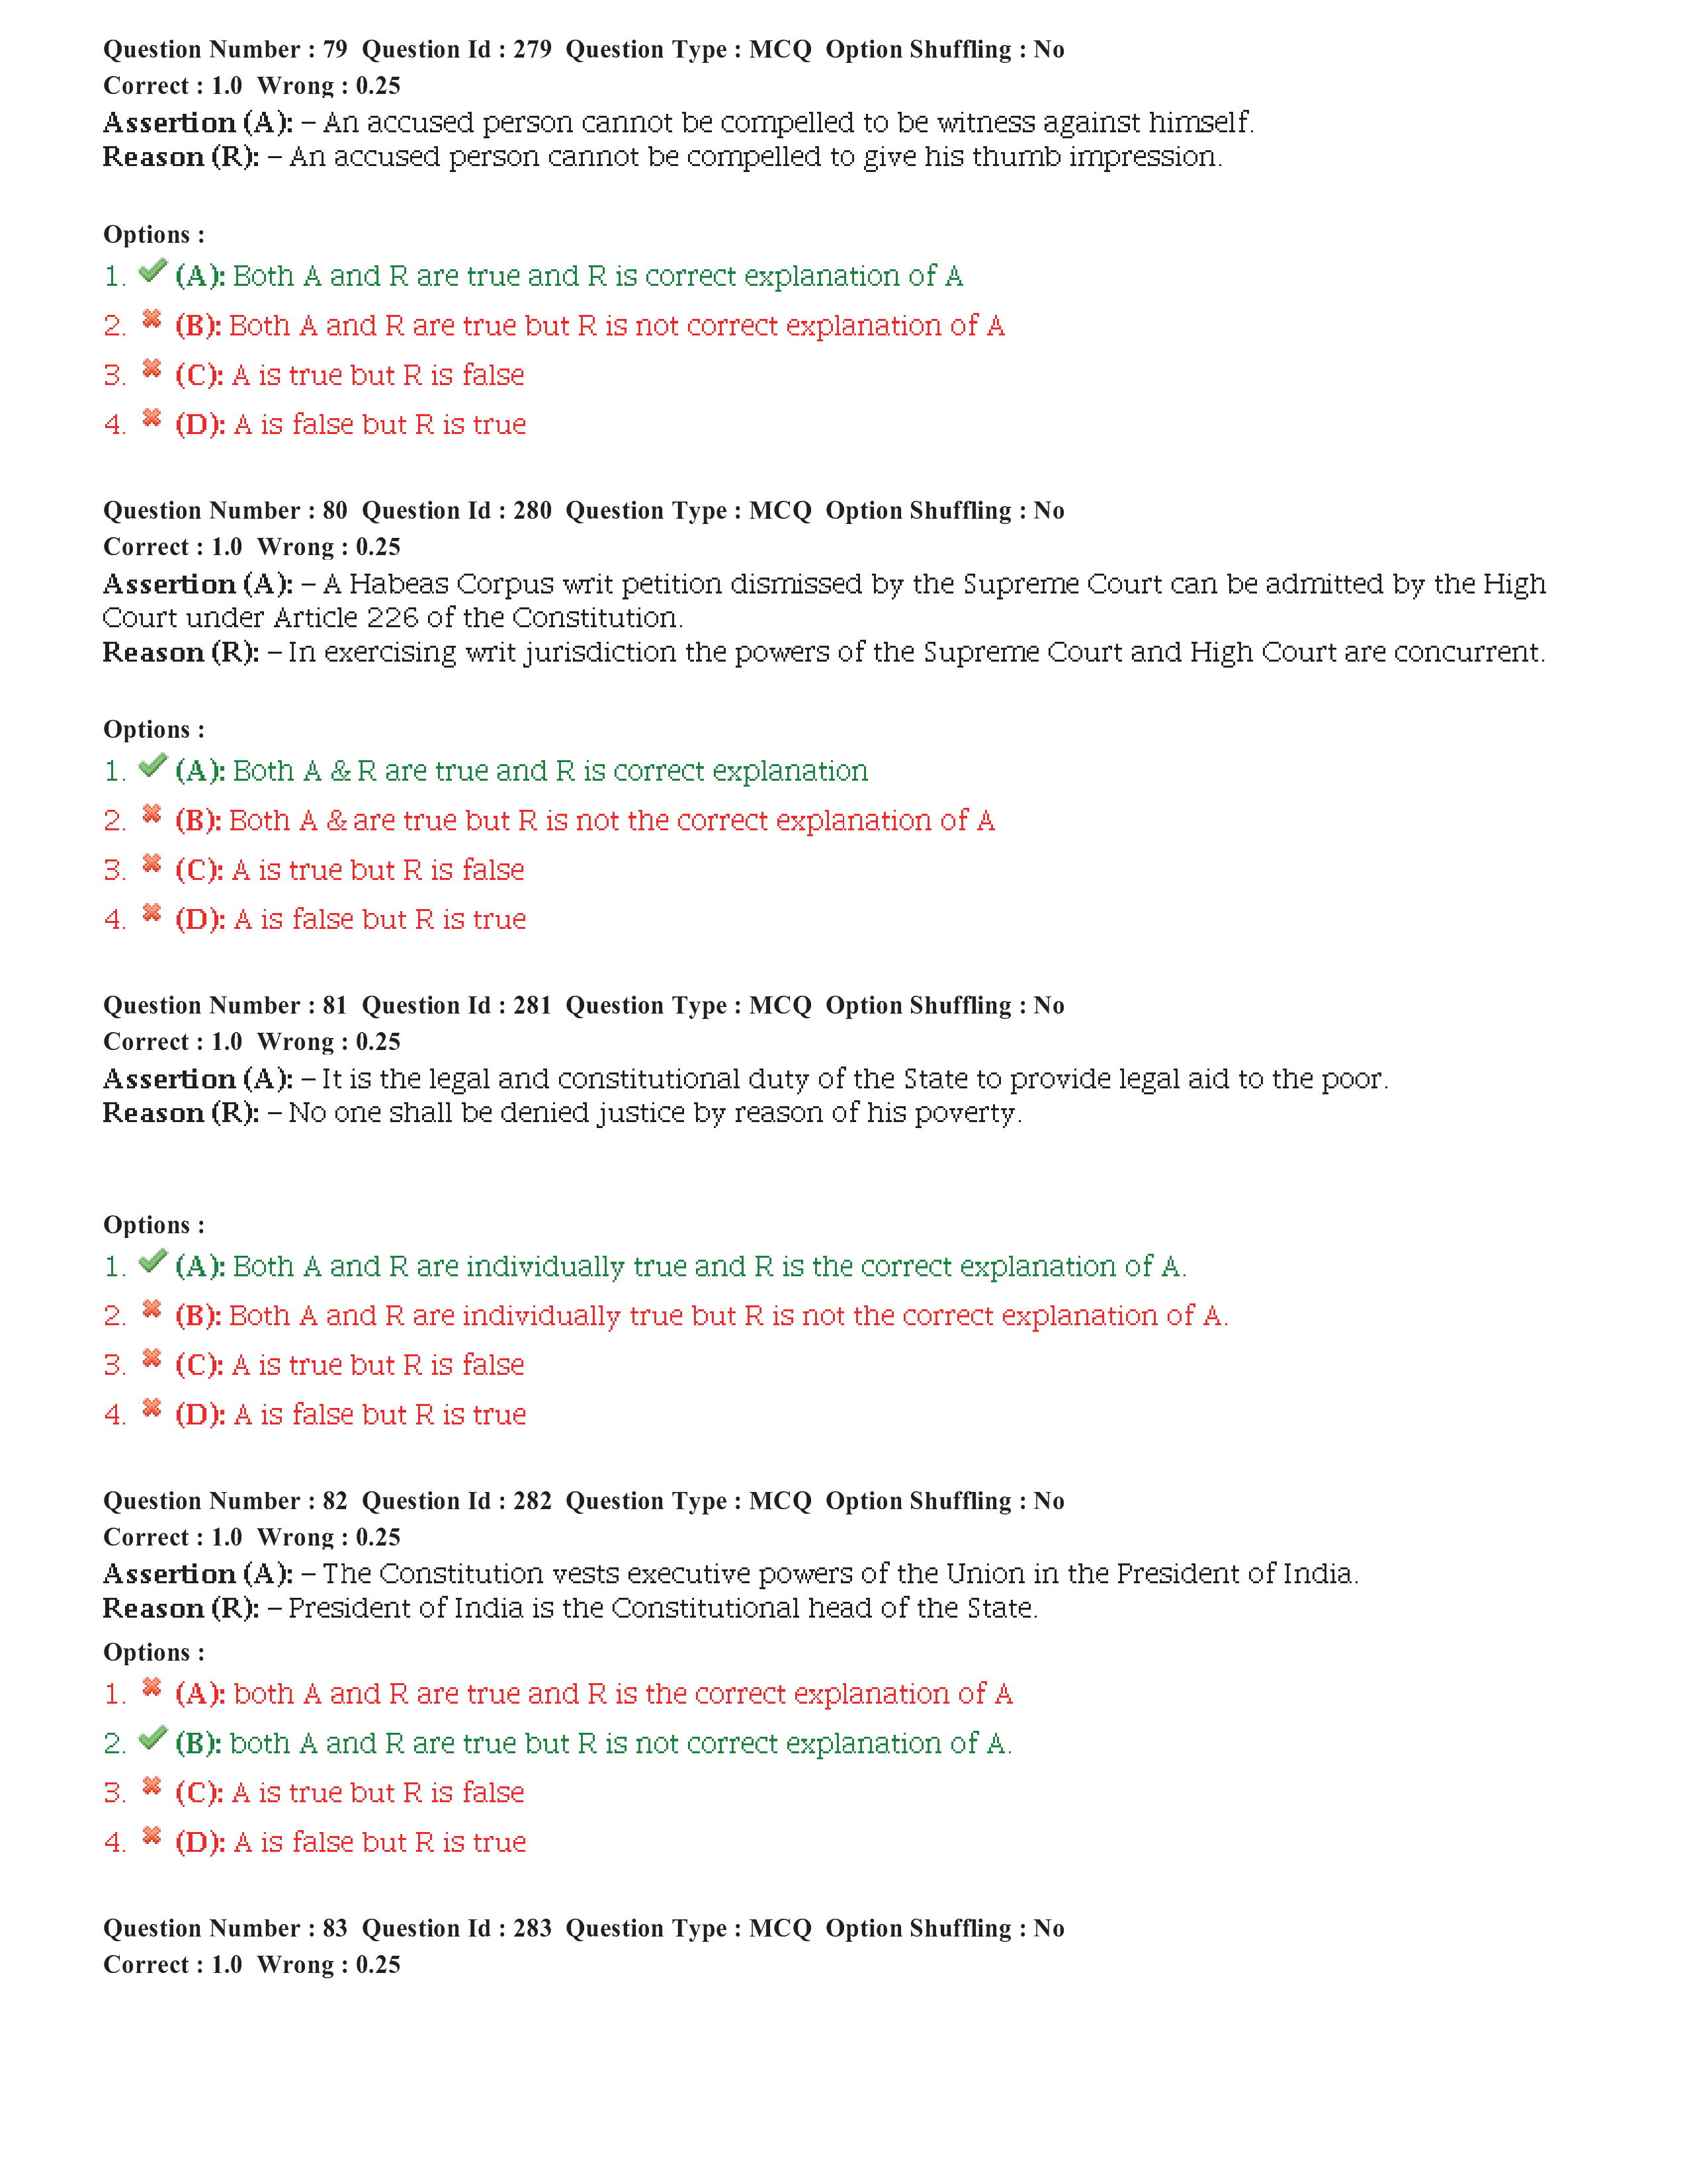 Question Number : 79 Question Id : 279 Question Type : MCQ Option Shuffling : No
Correct : 1.0 Wrong : 0.25
Assertion (A): – An accused person cannot be compelled to be witness against himself.
Reason (R): – An accused person cannot be compelled to give his thumb impression.
Options :
1. (A): Both A and R are true and R is correct explanation of A
2. (B): Both A and R are true but R is not correct explanation of A
3. (C): A is true but R is false
4. (D): A is false but R is true
Question Number : 80 Question Id : 280 Question Type : MCQ Option Shuffling : No
Correct : 1.0 Wrong : 0.25
Assertion (A): – A Habeas Corpus writ petition dismissed by the Supreme Court can be admitted by the High
Court under Article 226 of the Constitution.
Reason (R): – In exercising writ jurisdiction the powers of the Supreme Court and High Court are concurrent.
Options :
1. (A): Both A & R are true and R is correct explanation
2. (B): Both A & are true but R is not the correct explanation of A
3. (C): A is true but R is false
4. (D): A is false but R is true
Question Number : 81 Question Id : 281 Question Type : MCQ Option Shuffling : No
Correct : 1.0 Wrong : 0.25
Assertion (A): – It is the legal and constitutional duty of the State to provide legal aid to the poor.
Reason (R): – No one shall be denied justice by reason of his poverty.
Options :
1. (A): Both A and R are individually true and R is the correct explanation of A.
2. (B): Both A and R are individually true but R is not the correct explanation of A.
3. (C): A is true but R is false
4. (D): A is false but R is true
Question Number : 82 Question Id : 282 Question Type : MCQ Option Shuffling : No
Correct : 1.0 Wrong : 0.25
Assertion (A): – The Constitution vests executive powers of the Union in the President of India.
Reason (R): – President of India is the Constitutional head of the State.
Options :
1. (A): both A and R are true and R is the correct explanation of A
2. (B): both A and R are true but R is not correct explanation of A.
3. (C): A is true but R is false
4. (D): A is false but R is true
Question Number : 83 Question Id : 283 Question Type : MCQ Option Shuffling : No
Correct : 1.0 Wrong : 0.25